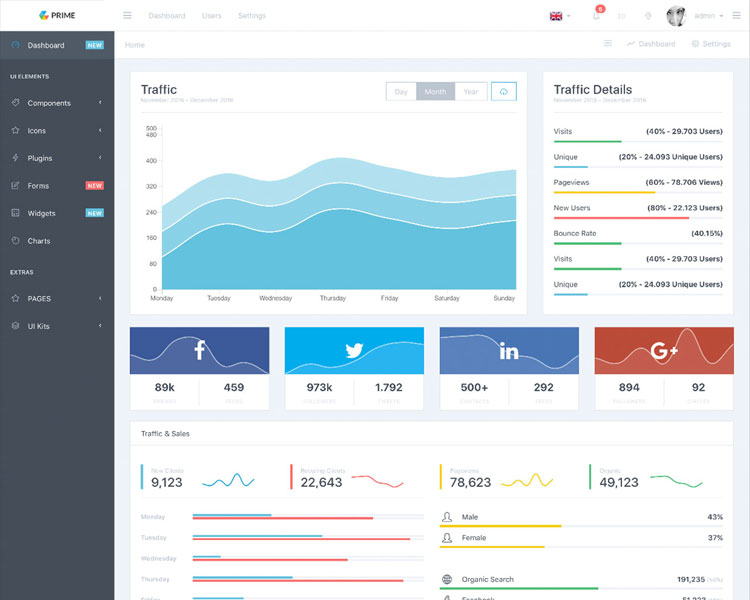 PRIME
Dashboard Users Settings
5
admin
Dashboard NEW
Home
Dashboard Settings
UI ELEMENTS
Components
Icons
Plugins
Forms NEW
Widgets NEW
Charts
EXTRAS
PAGES
UI Kits
Traffic
November 2016 - December 2016
Day Month Year
500
480
400
320
240
160
80
0
Monday Tuesday Wednesday Thursday Friday Saturday Sunday
Traffic Details
November 2016 - December 2016
Visits (40% - 29.703 Users)
Unique (20% - 24.093 Unique Users)
Pageviews (60% - 78.706 Views)
New Users (80% - 22.123 Users)
Bounce Rate (40.15%)
Visits (40% - 29.703 Users)
Unique (20% - 24.093 Unique Users)
f
in
G+
89k 459 973k 1.792 500+ 292 894 92
FRIENDS FEEDS FOLLOWERS TWEETS CONTACTS FEEDS FOLLOWERS CIRCLES
Traffic & Sales
New Clients Recuring Clients Pageviews Organic
9,123 22,643 78,623 49,123
Monday
Tuesday
Wednesday
Thursday
Friday
Male 43%
Female 37%
Organic Search 191,235 (56%)
Facebook